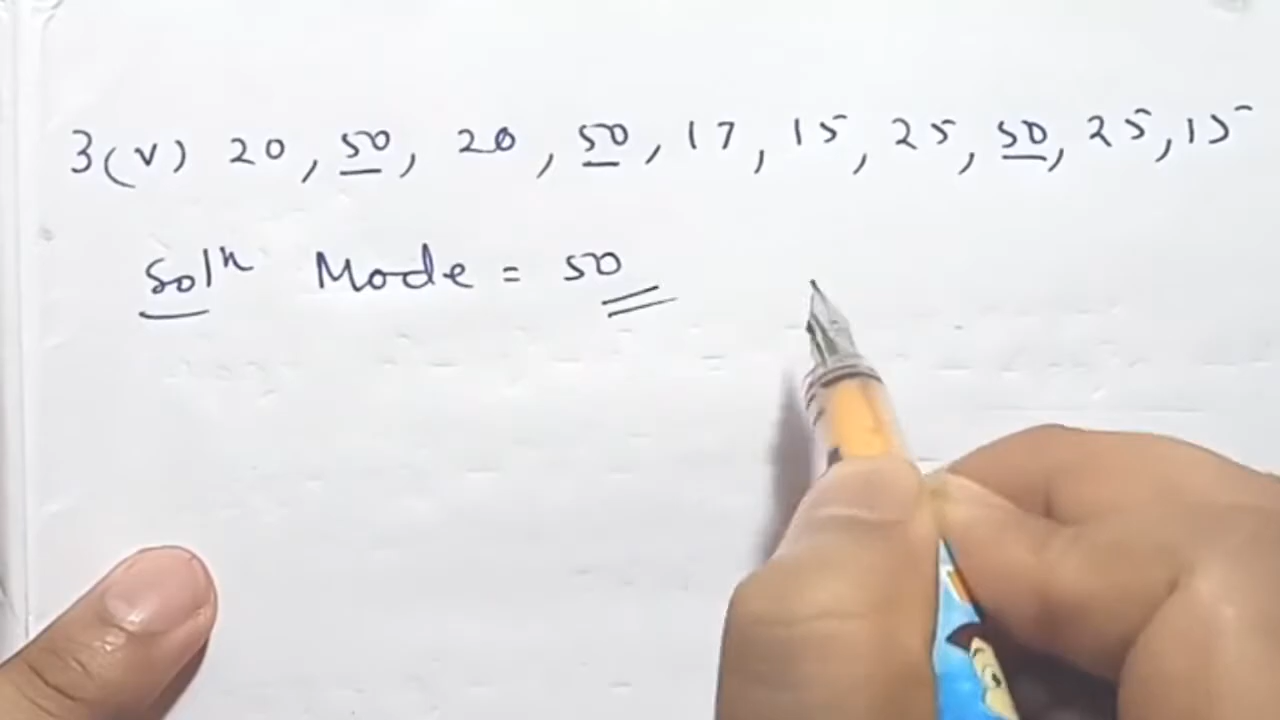 3(v) 20, 50, 20, 50, 17, 15, 25, 50, 25, 15
Solⁿ Mode = 50